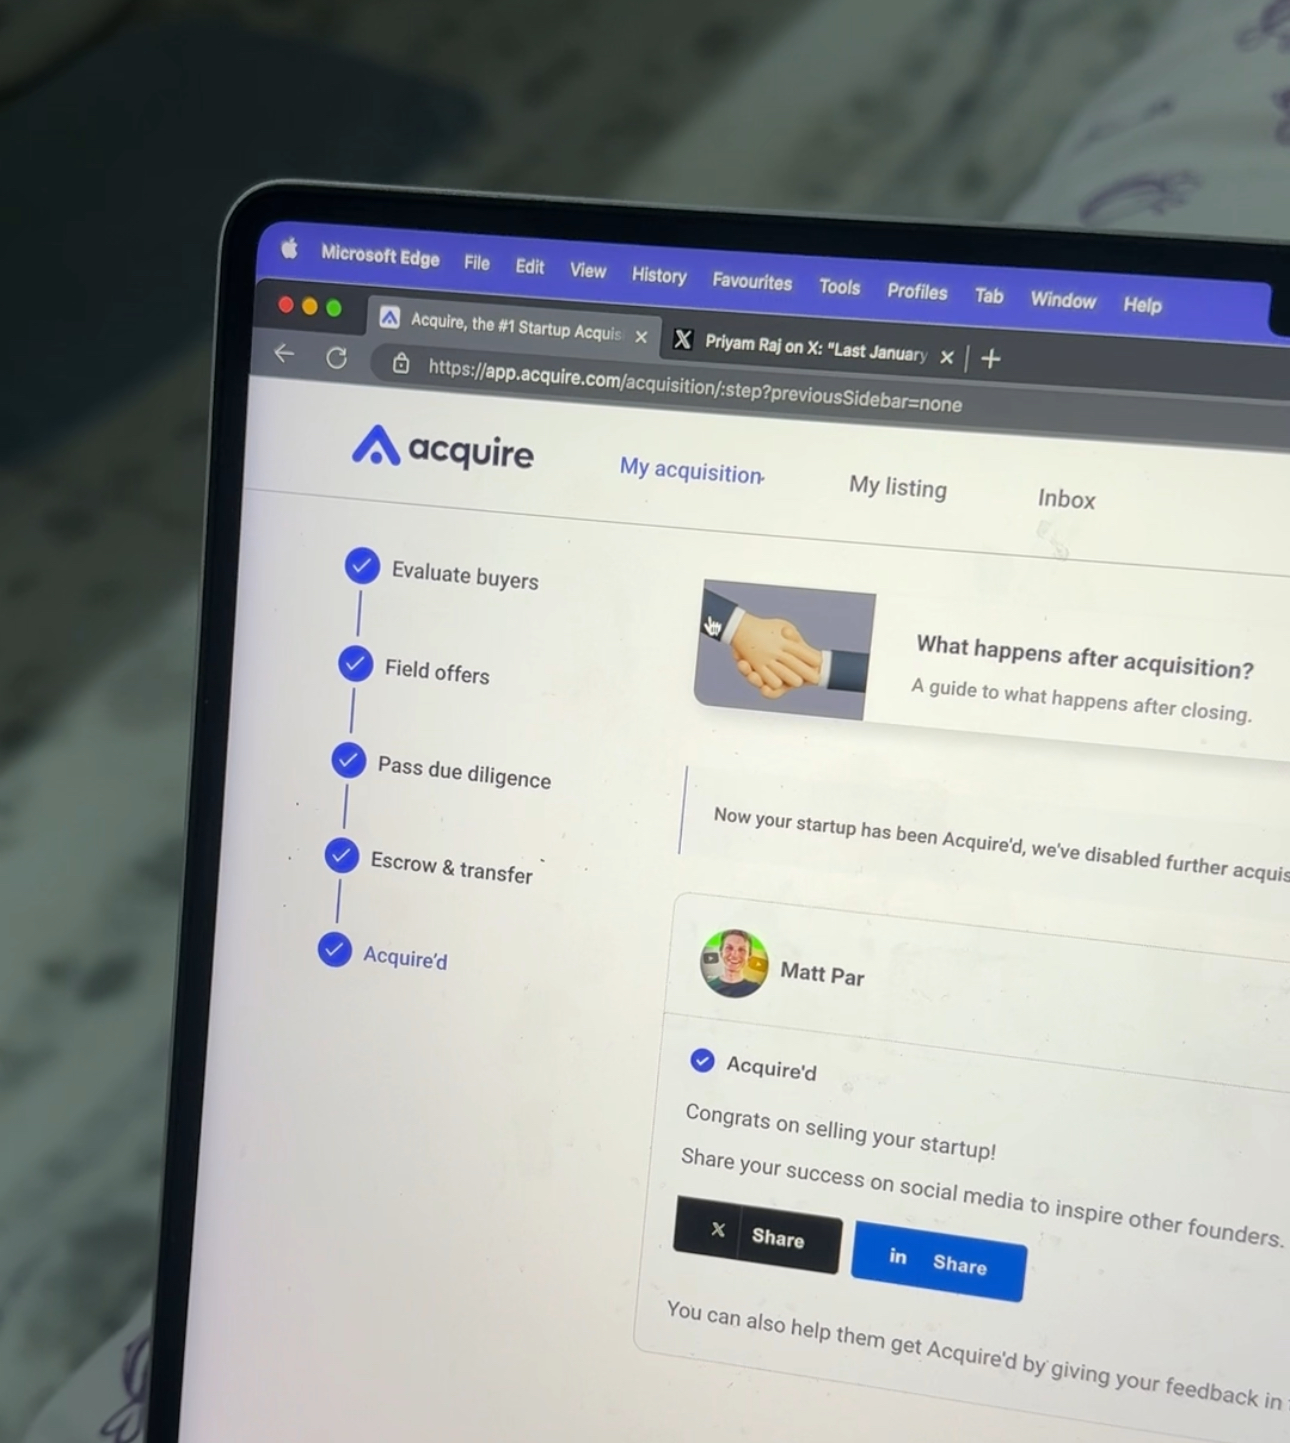 Microsoft Edge File Edit View History Favourites Tools Profiles Tab Window Help
Acquire, the #1 Startup Acquis
Priyam Raj on X: "Last January
https://app.acquire.com/acquisition/:step?previousSidebar=none
acquire
My acquisition
My listing
Inbox
Evaluate buyers
Field offers
Pass due diligence
Escrow & transfer
Acquire'd
What happens after acquisition?
A guide to what happens after closing.
Now your startup has been Acquire'd, we've disabled further acquis
Matt Par
Acquire'd
Congrats on selling your startup!
Share your success on social media to inspire other founders.
X Share
in Share
You can also help them get Acquire'd by giving your feedback in